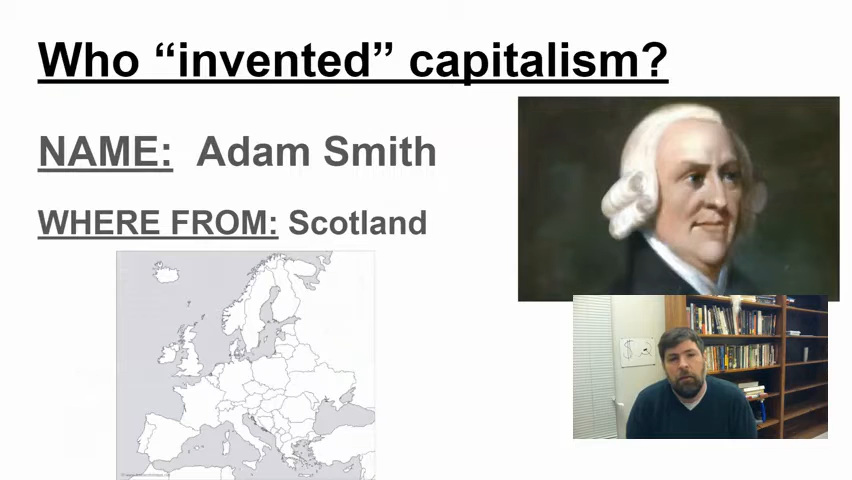 Who “invented” capitalism?
NAME: Adam Smith
WHERE FROM: Scotland